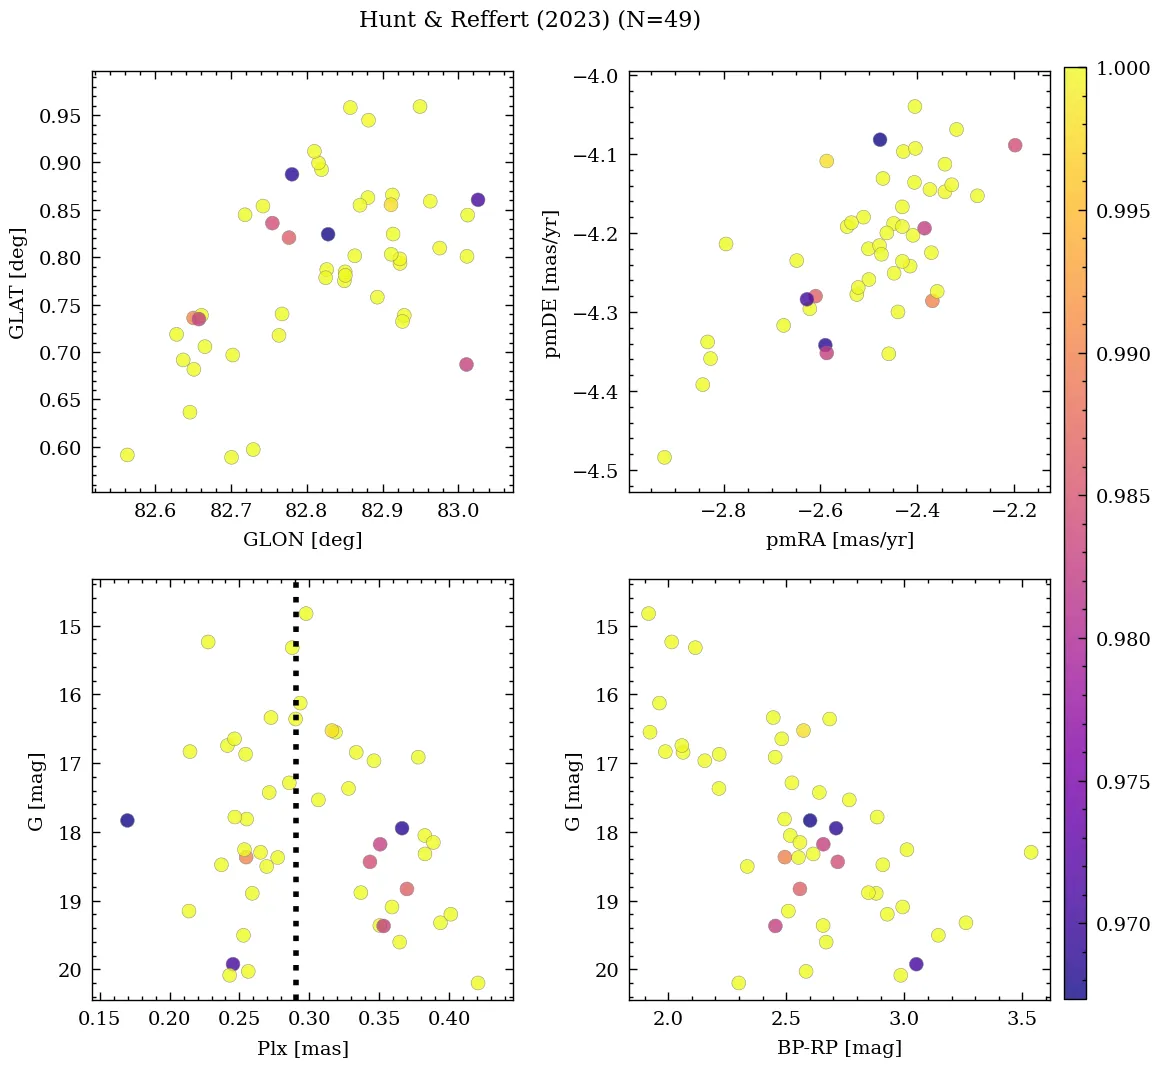 Hunt & Reffert (2023) (N=49)
0.95
0.90
0.85
0.80
0.75
0.70
0.65
0.60
GLAT [deg]
82.6 82.7 82.8 82.9 83.0
GLON [deg]
−4.0
−4.1
−4.2
−4.3
−4.4
−4.5
pmDE [mas/yr]
−2.8 −2.6 −2.4 −2.2
pmRA [mas/yr]
1.000
0.995
0.990
0.985
0.980
0.975
0.970
15
16
17
18
19
20
G [mag]
0.15 0.20 0.25 0.30 0.35 0.40
Plx [mas]
15
16
17
18
19
20
G [mag]
2.0 2.5 3.0 3.5
BP-RP [mag]